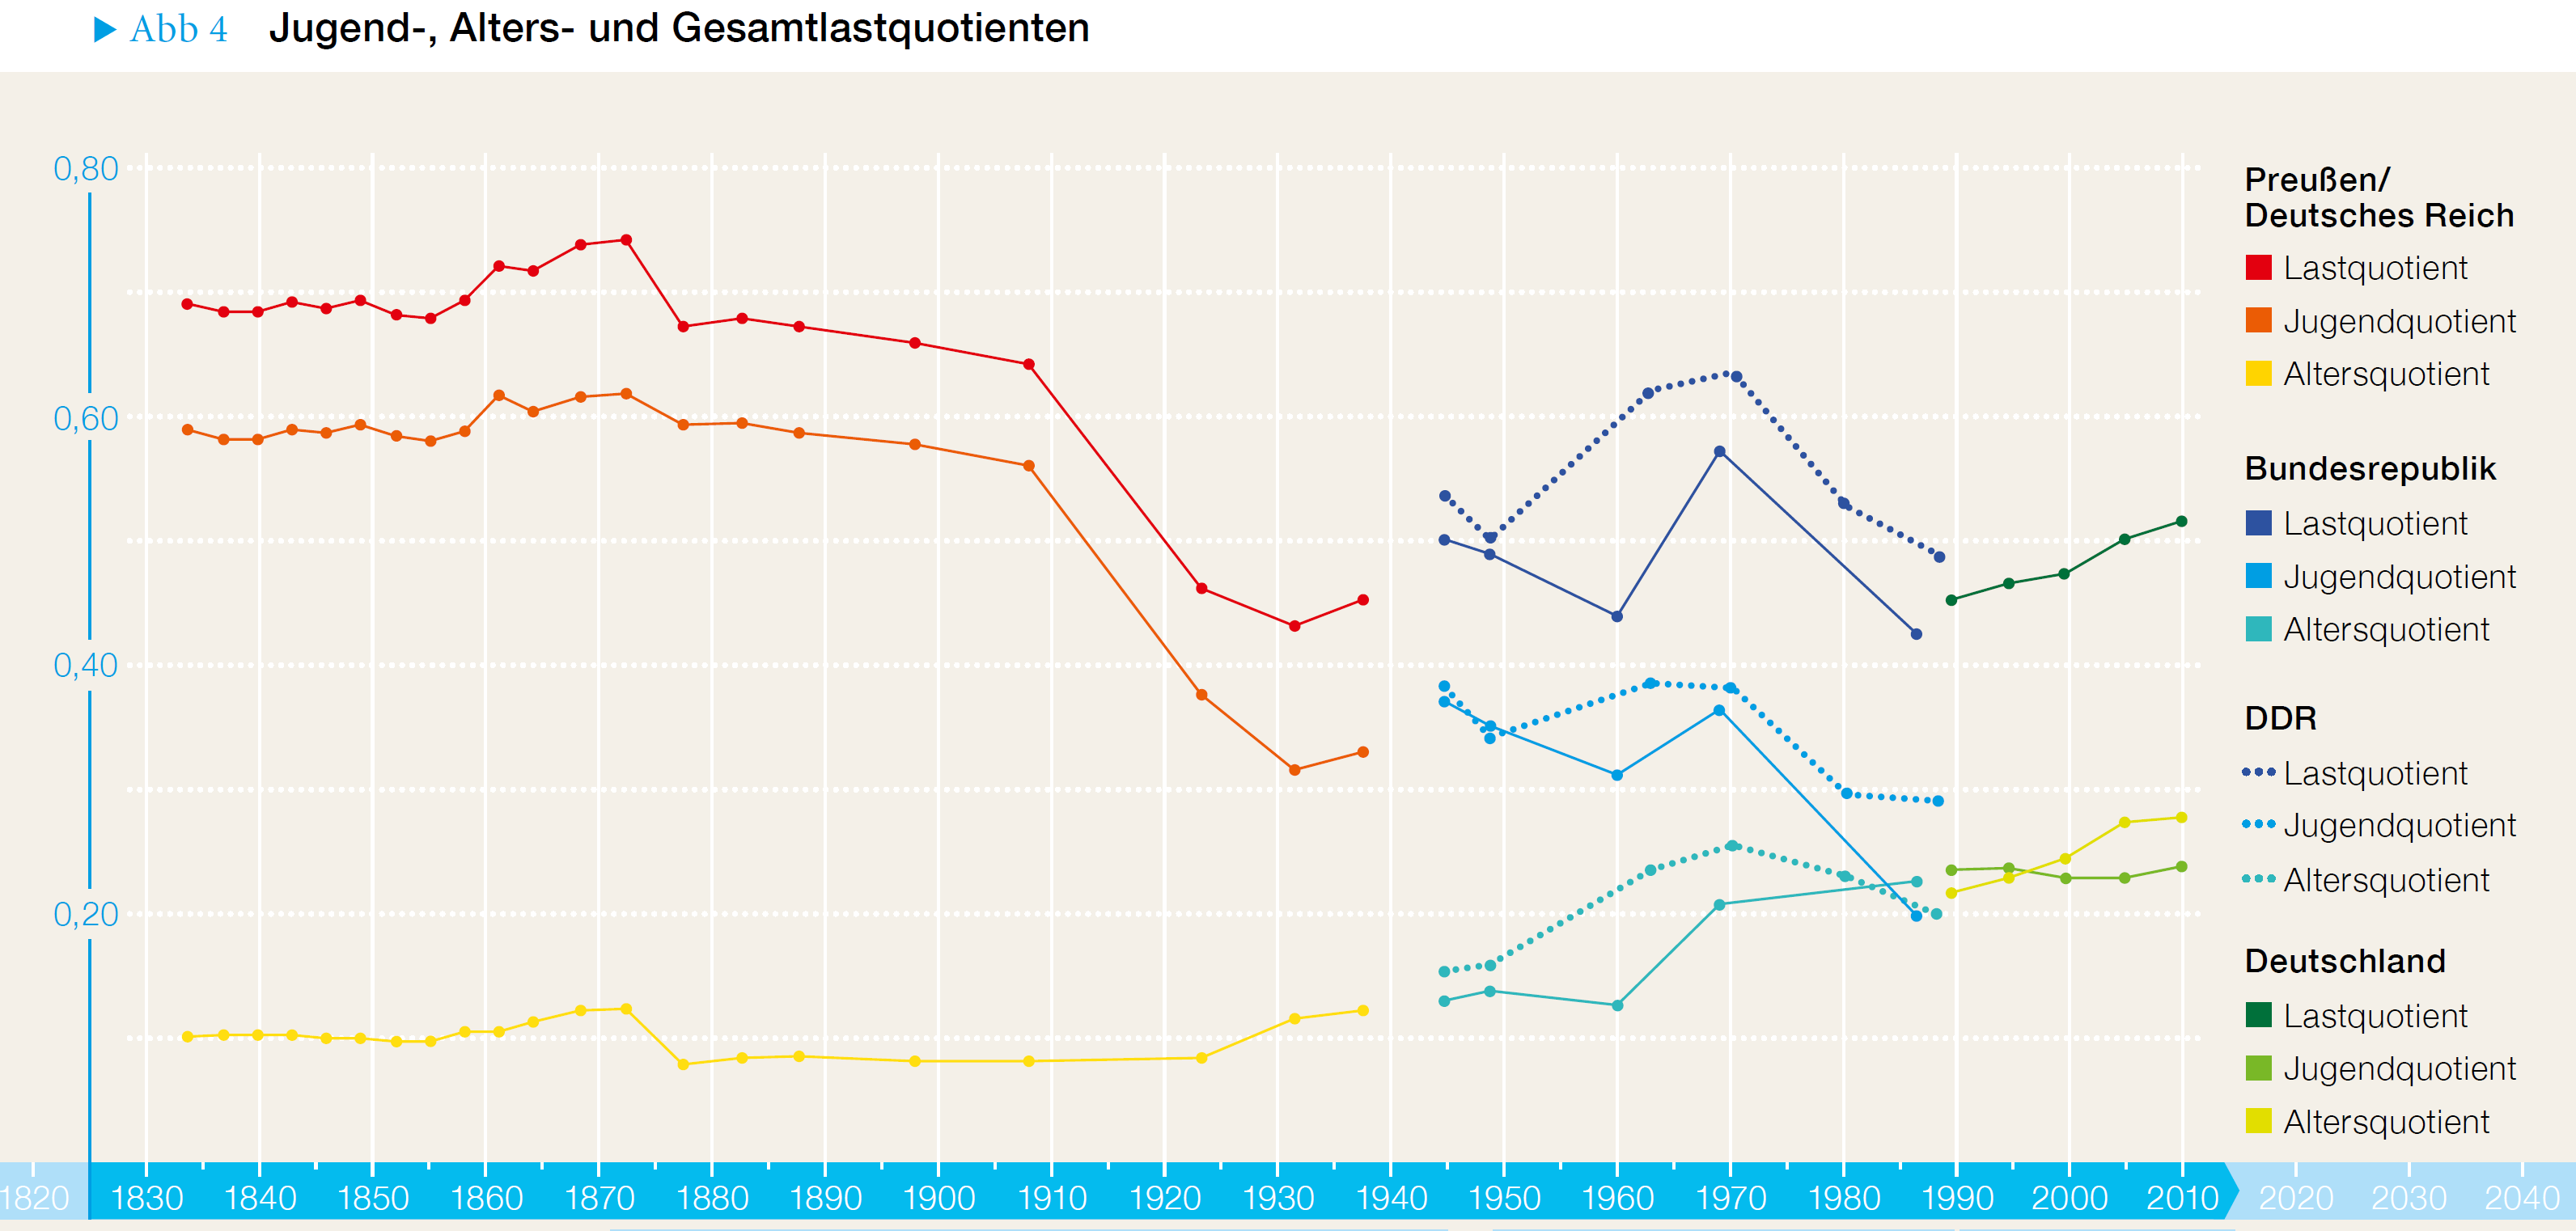 ▶ Abb 4 Jugend-, Alters- und Gesamtlastquotienten
0,80
0,60
0,40
0,20
1820 1830 1840 1850 1860 1870 1880 1890 1900 1910 1920 1930 1940 1950 1960 1970 1980 1990 2000 2010 2020 2030 2040
Preußen/
Deutsches Reich
Lastquotient
Jugendquotient
Altersquotient
Bundesrepublik
Lastquotient
Jugendquotient
Altersquotient
DDR
Lastquotient
Jugendquotient
Altersquotient
Deutschland
Lastquotient
Jugendquotient
Altersquotient